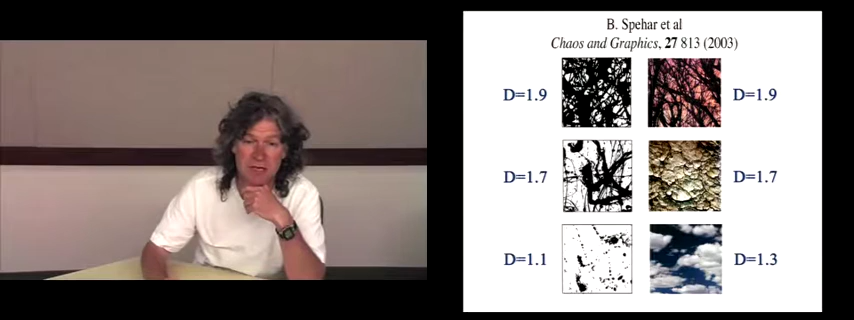 B. Spehar et al
Chaos and Graphics, 27 813 (2003)
D=1.9 D=1.9
D=1.7 D=1.7
D=1.1 D=1.3